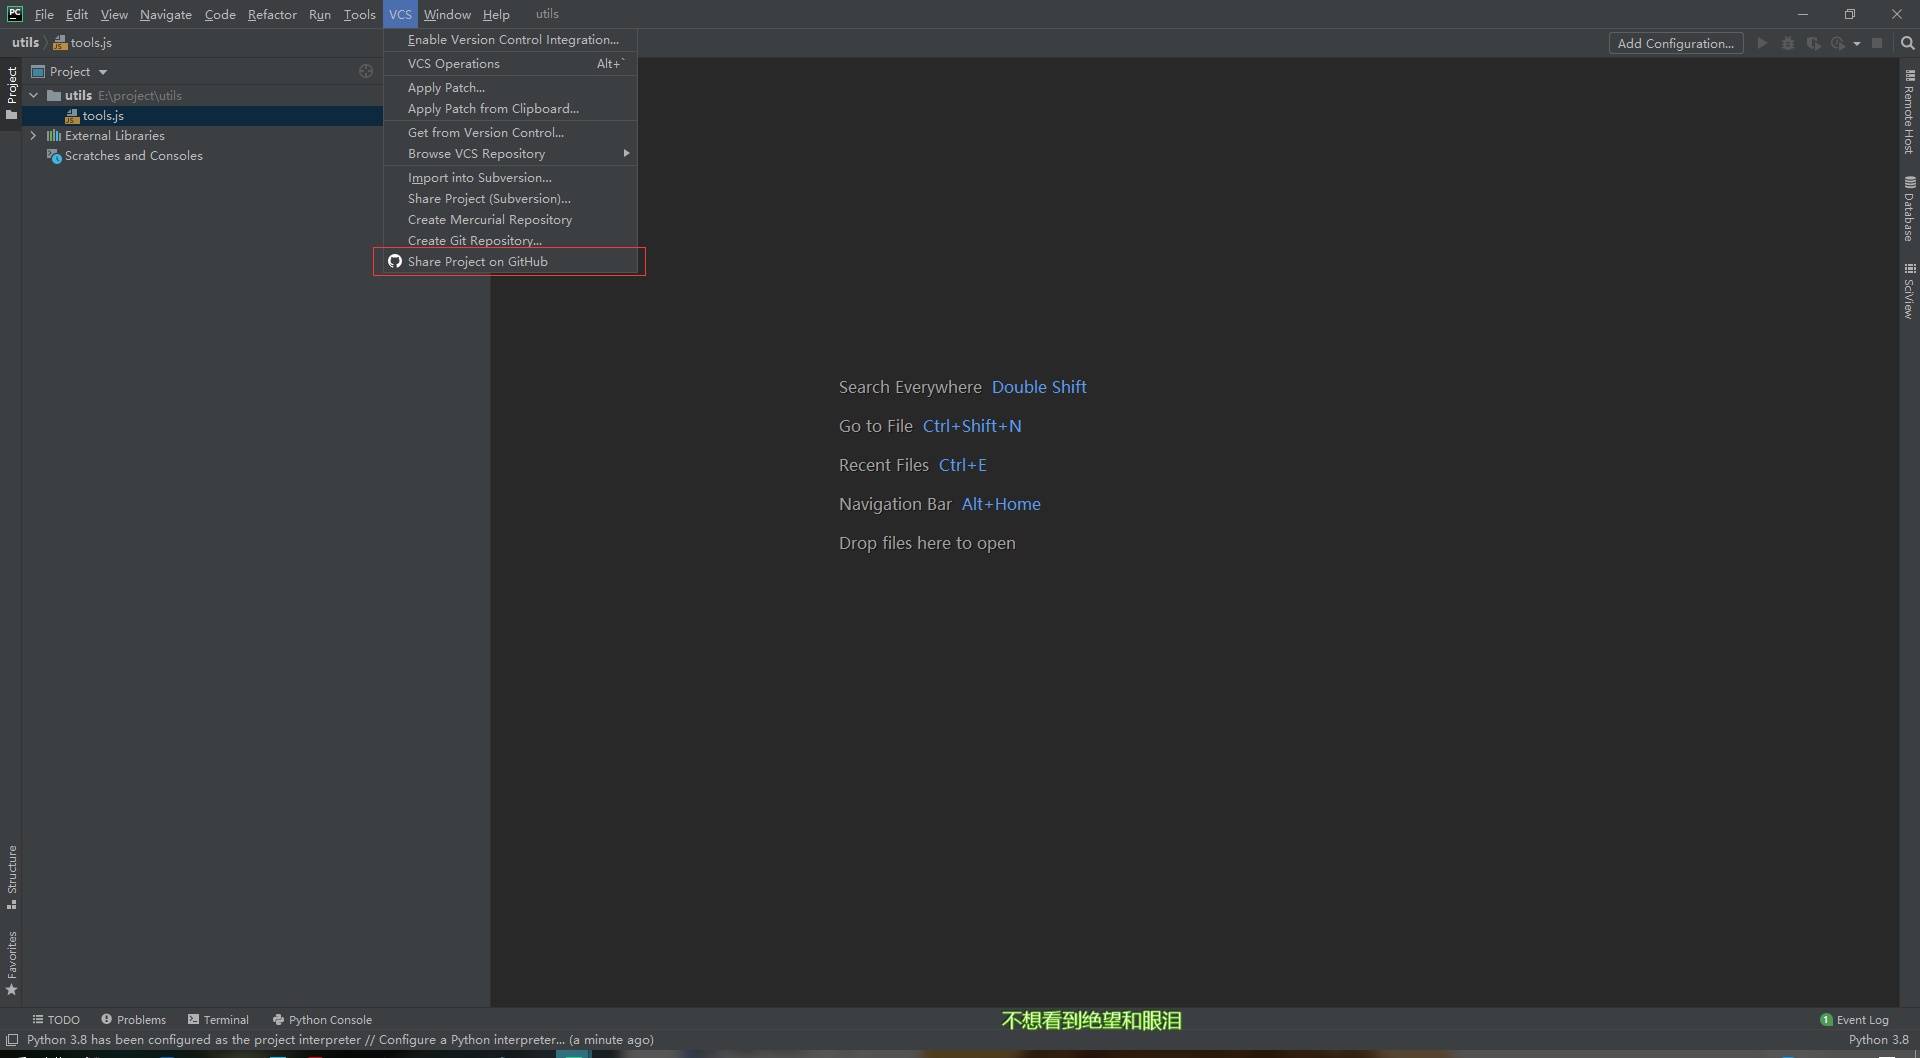 PC File Edit View Navigate Code Refactor Run Tools VCS Window Help utils
utils tools.js
Add Configuration...
Project
utils E:\project\utils
tools.js
External Libraries
Scratches and Consoles
Enable Version Control Integration...
VCS Operations Alt+`
Apply Patch...
Apply Patch from Clipboard...
Get from Version Control...
Browse VCS Repository
Import into Subversion...
Share Project (Subversion)...
Create Mercurial Repository
Create Git Repository...
Share Project on GitHub
Search Everywhere Double Shift
Go to File Ctrl+Shift+N
Recent Files Ctrl+E
Navigation Bar Alt+Home
Drop files here to open
Project
Structure
Favorites
Remote Host
Database
SciView
TODO Problems Terminal Python Console
不想看到绝望和眼泪
1 Event Log
Python 3.8 has been configured as the project interpreter // Configure a Python interpreter... (a minute ago)
Python 3.8